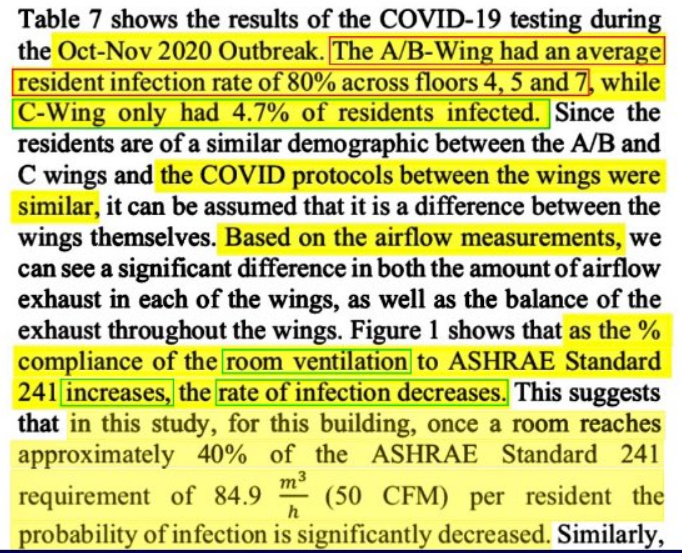 Table 7 shows the results of the COVID-19 testing during
the Oct-Nov 2020 Outbreak. The A/B-Wing had an average
resident infection rate of 80% across floors 4, 5 and 7, while
C-Wing only had 4.7% of residents infected. Since the
residents are of a similar demographic between the A/B and
C wings and the COVID protocols between the wings were
similar, it can be assumed that it is a difference between the
wings themselves. Based on the airflow measurements, we
can see a significant difference in both the amount of airflow
exhaust in each of the wings, as well as the balance of the
exhaust throughout the wings. Figure 1 shows that as the %
compliance of the room ventilation to ASHRAE Standard
241 increases, the rate of infection decreases. This suggests
that in this study, for this building, once a room reaches
approximately 40% of the ASHRAE Standard 241
requirement of 84.9 m³/h (50 CFM) per resident the
probability of infection is significantly decreased. Similarly,